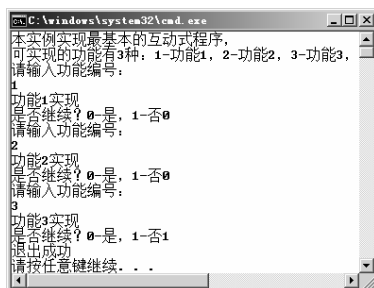 C:\windows\system32\cmd.exe
本实例实现最基本的互动式程序,
可实现的功能有3种: 1-功能1, 2-功能2, 3-功能3,
请输入功能编号:
1
功能1实现
是否继续? 0-是, 1-否0
请输入功能编号:
2
功能2实现
是否继续? 0-是, 1-否0
请输入功能编号:
3
功能3实现
是否继续? 0-是, 1-否1
退出成功
请按任意键继续. . .